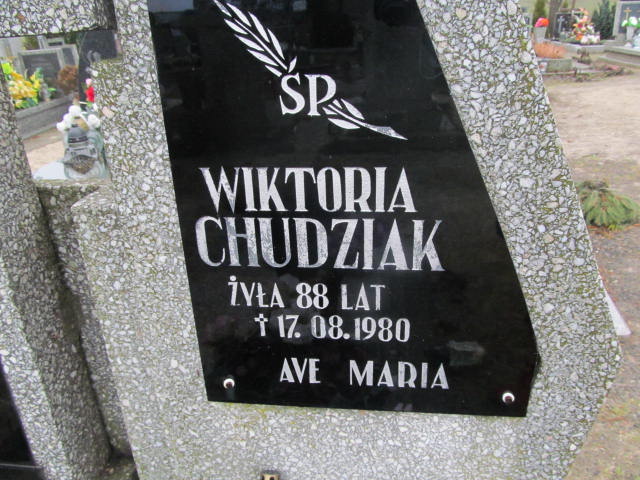 ŚP.
WIKTORIA
CHUDZIAK
ŻYŁA 88 LAT
† 17. 08. 1980
AVE MARIA